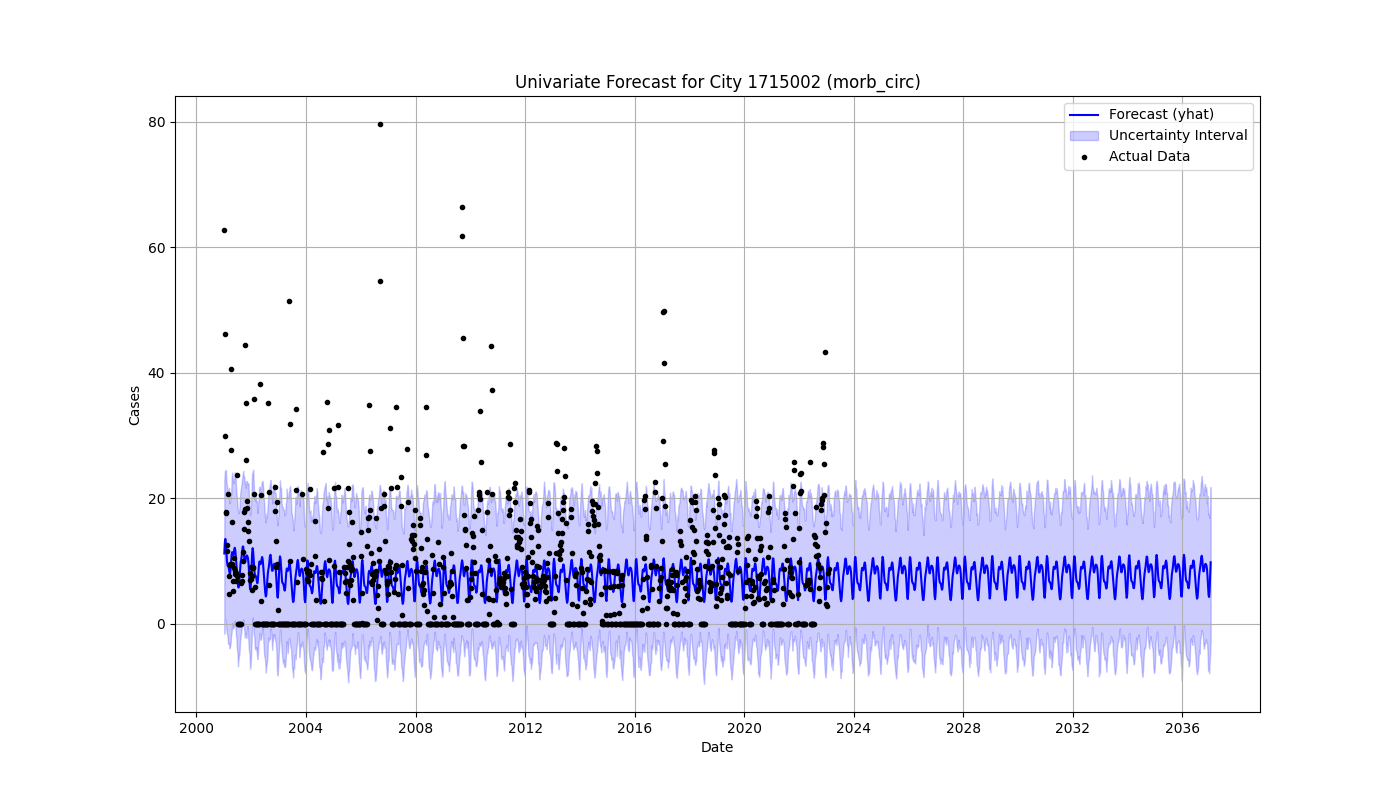 Univariate Forecast for City 1715002 (morb_circ)
Forecast (yhat)
Uncertainty Interval
Actual Data
80
60
40
20
0
Cases
2000 2004 2008 2012 2016 2020 2024 2028 2032 2036
Date